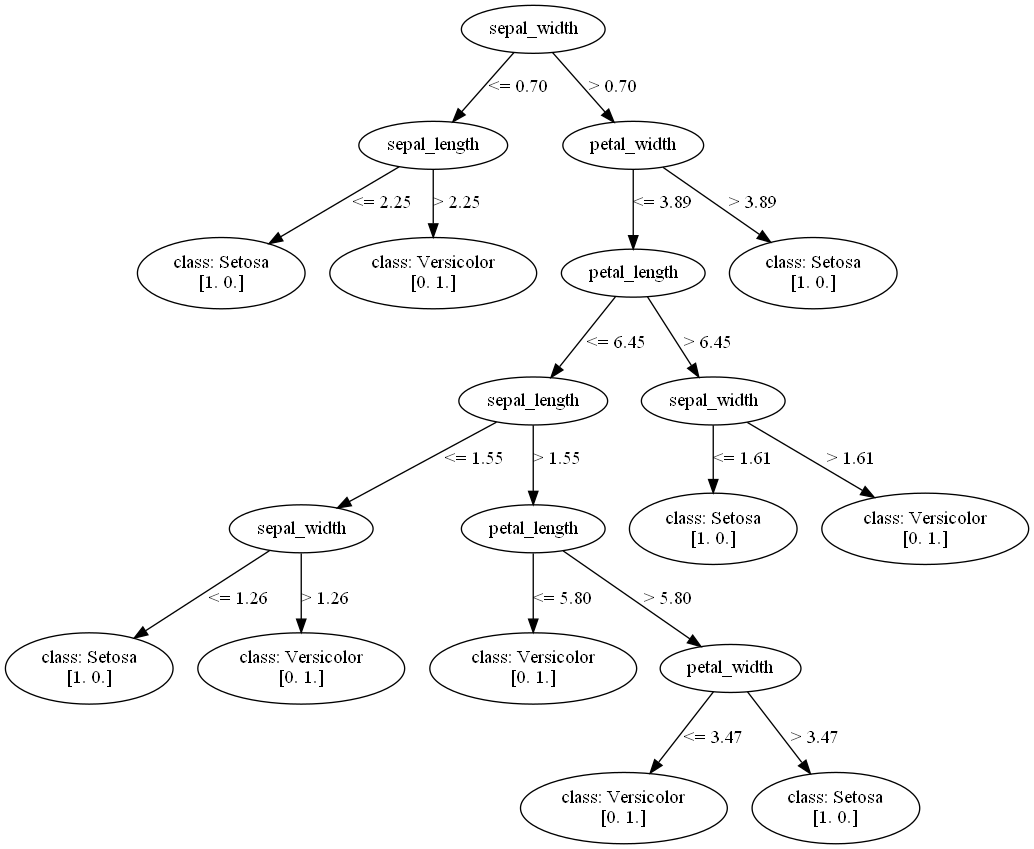 sepal_width
<= 0.70
> 0.70
sepal_length
petal_width
<= 2.25
> 2.25
<= 3.89
> 3.89
class: Setosa
[1. 0.]
class: Versicolor
[0. 1.]
petal_length
class: Setosa
[1. 0.]
<= 6.45
> 6.45
sepal_length
sepal_width
<= 1.55
> 1.55
<= 1.61
> 1.61
sepal_width
petal_length
class: Setosa
[1. 0.]
class: Versicolor
[0. 1.]
<= 1.26
> 1.26
<= 5.80
> 5.80
class: Setosa
[1. 0.]
class: Versicolor
[0. 1.]
class: Versicolor
[0. 1.]
petal_width
<= 3.47
> 3.47
class: Versicolor
[0. 1.]
class: Setosa
[1. 0.]